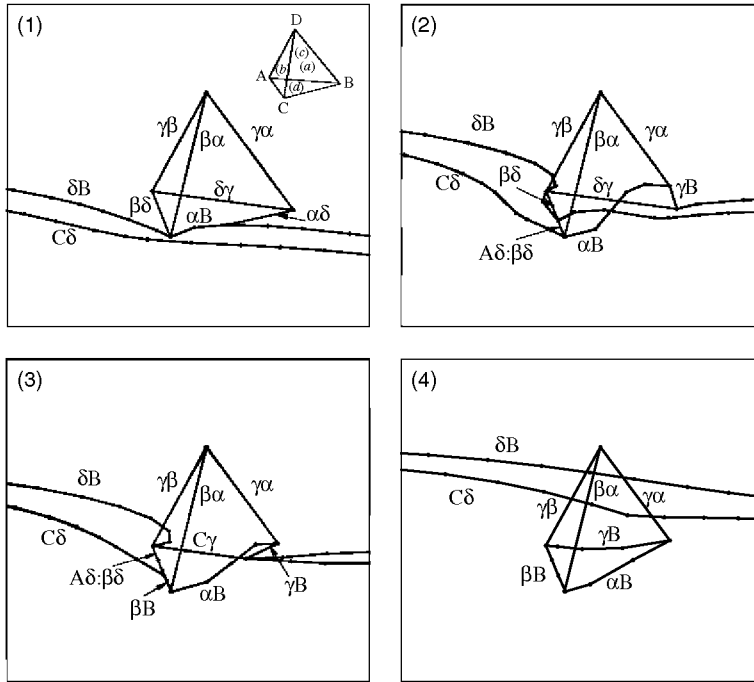 (1)
D
(c)
(b)
(a)
A
B
(d)
C
γβ
βα
γα
δB
βδ
αB
δγ
αδ
Cδ
(2)
δB
γβ
βα
γα
Cδ
βδ
δγ
γB
Aδ:βδ
αB
(3)
δB
γβ
βα
γα
Cδ
Cγ
Aδ:βδ
βB
αB
γB
(4)
δB
Cδ
γβ
βα
γα
γB
βB
αB